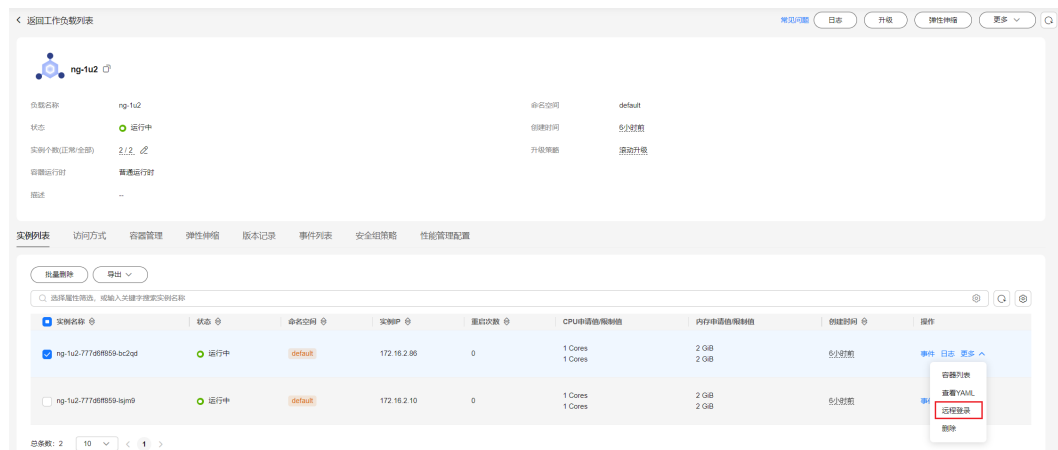 返回工作负载列表 常见问题 日志 升级 弹性伸缩 更多
ng-1u2
负载名称 ng-1u2 命名空间 default
状态 运行中 创建时间 6小时前
实例个数(正常/全部) 2 / 2 升级策略 滚动升级
容器运行时 普通运行时
描述 --
实例列表 访问方式 容器管理 弹性伸缩 版本记录 事件列表 安全组策略 性能管理配置
批量删除 导出
选择属性筛选，或输入关键字搜索实例名称
实例名称 状态 命名空间 实例IP 重启次数 CPU申请值/限制值 内存申请值/限制值 创建时间 操作
ng-1u2-777d6ff859-bc2qd 运行中 default 172.16.2.86 0 1 Cores 2 GiB 6小时前 事件 日志 更多
1 Cores 2 GiB
容器列表
查看YAML
ng-1u2-777d6ff859-lsjm9 运行中 default 172.16.2.10 0 1 Cores 2 GiB 6小时前
1 Cores 2 GiB
远程登录
删除
总条数: 2 10 1